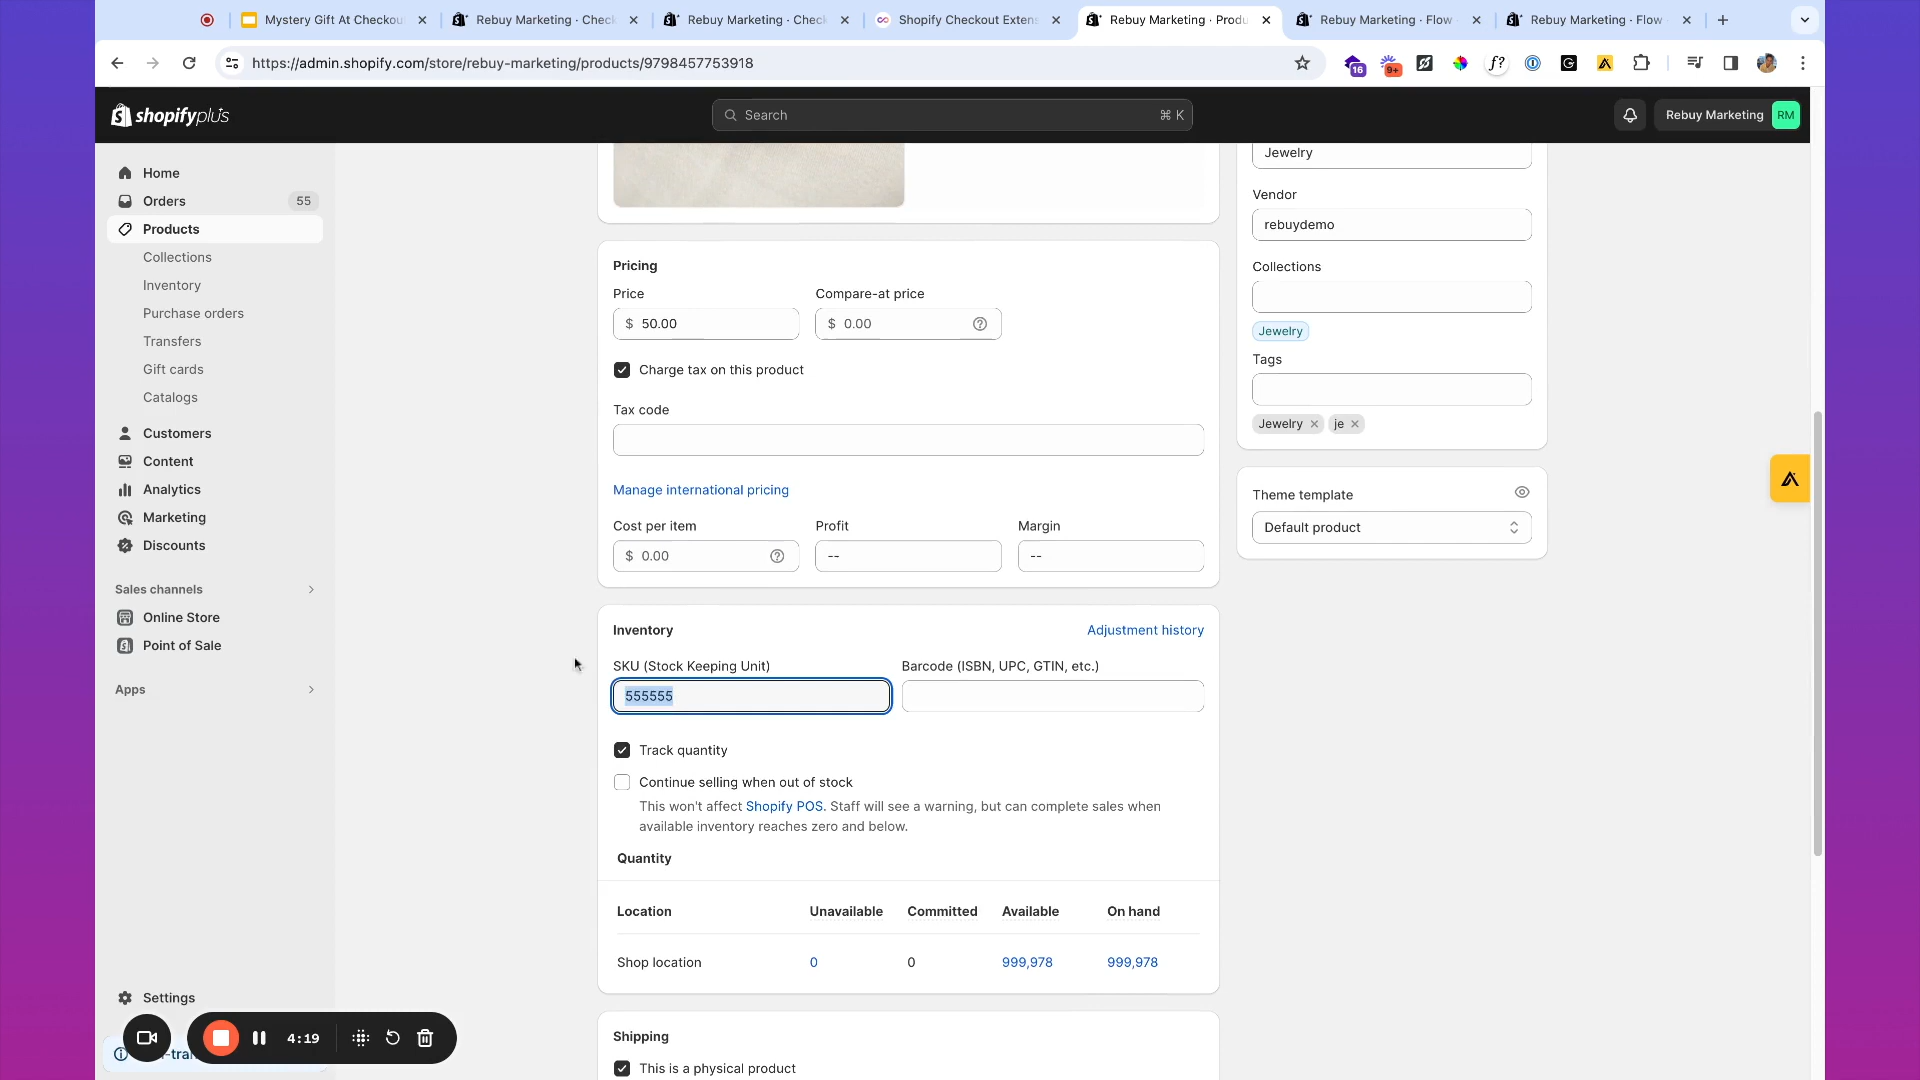 Mystery Gift At Checkou
Rebuy Marketing · Check
Rebuy Marketing · Check
Shopify Checkout Extens
Rebuy Marketing · Produ
Rebuy Marketing · Flow
Rebuy Marketing · Flow
https://admin.shopify.com/store/rebuy-marketing/products/9798457753918
16
9+
f?
shopifyplus
Search
⌘ K
Rebuy Marketing
RM
Home
Orders
55
Products
Collections
Inventory
Purchase orders
Transfers
Gift cards
Catalogs
Customers
Content
Analytics
Marketing
Discounts
Sales channels
Online Store
Point of Sale
Apps
Settings
4:19
Pricing
Price
Compare-at price
$ 50.00
$ 0.00
Charge tax on this product
Tax code
Manage international pricing
Cost per item
Profit
Margin
$ 0.00
--
--
Inventory
Adjustment history
SKU (Stock Keeping Unit)
Barcode (ISBN, UPC, GTIN, etc.)
555555
Track quantity
Continue selling when out of stock
This won't affect Shopify POS. Staff will see a warning, but can complete sales when
available inventory reaches zero and below.
Quantity
Location Unavailable Committed Available On hand
Shop location 0 0 999,978 999,978
Shipping
This is a physical product
Jewelry
Vendor
rebuydemo
Collections
Jewelry
Tags
Jewelry
je
Theme template
Default product